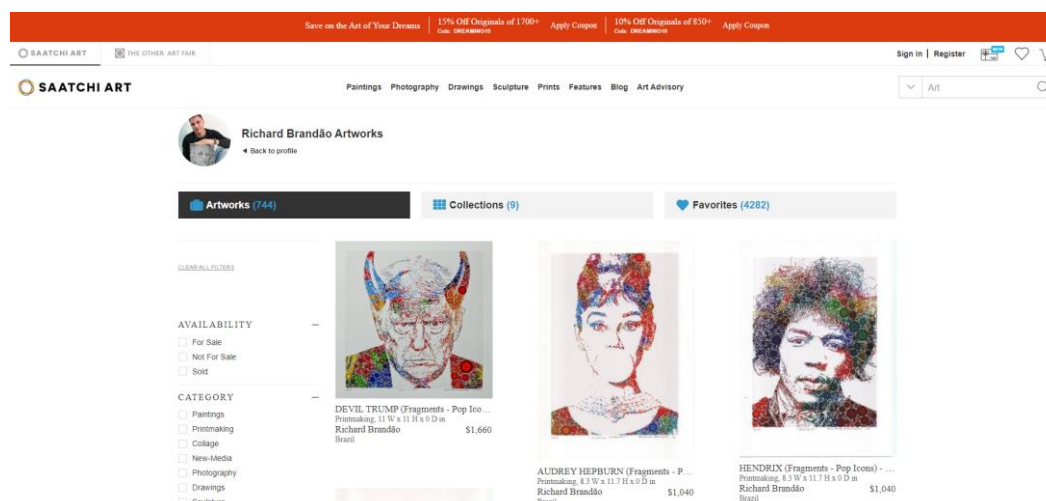 Save on the Art of Your Dreams
15% Off Originals of 1700+
Code: DREAMING15
Apply Coupon
10% Off Originals of 850+
Code: DREAMING10
Apply Coupon
SAATCHI ART
THE OTHER ART FAIR
Sign In | Register
SAATCHI ART
Paintings Photography Drawings Sculpture Prints Features Blog Art Advisory
Art
Richard Brandão Artworks
Back to profile
Artworks (744)
Collections (9)
Favorites (4282)
CLEAR ALL FILTERS
AVAILABILITY
For Sale
Not For Sale
Sold
CATEGORY
Paintings
Printmaking
Collage
New-Media
Photography
Drawings
Sculpture
DEVIL TRUMP (Fragments - Pop Ico...
Printmaking, 11 W x 11 H x 0 D in
Richard Brandão $1,660
Brazil
AUDREY HEPBURN (Fragments - P...
Printmaking, 8.3 W x 11.7 H x 0 D in
Richard Brandão $1,040
Brazil
HENDRIX (Fragments - Pop Icons) - ...
Printmaking, 8.3 W x 11.7 H x 0 D in
Richard Brandão $1,040
Brazil